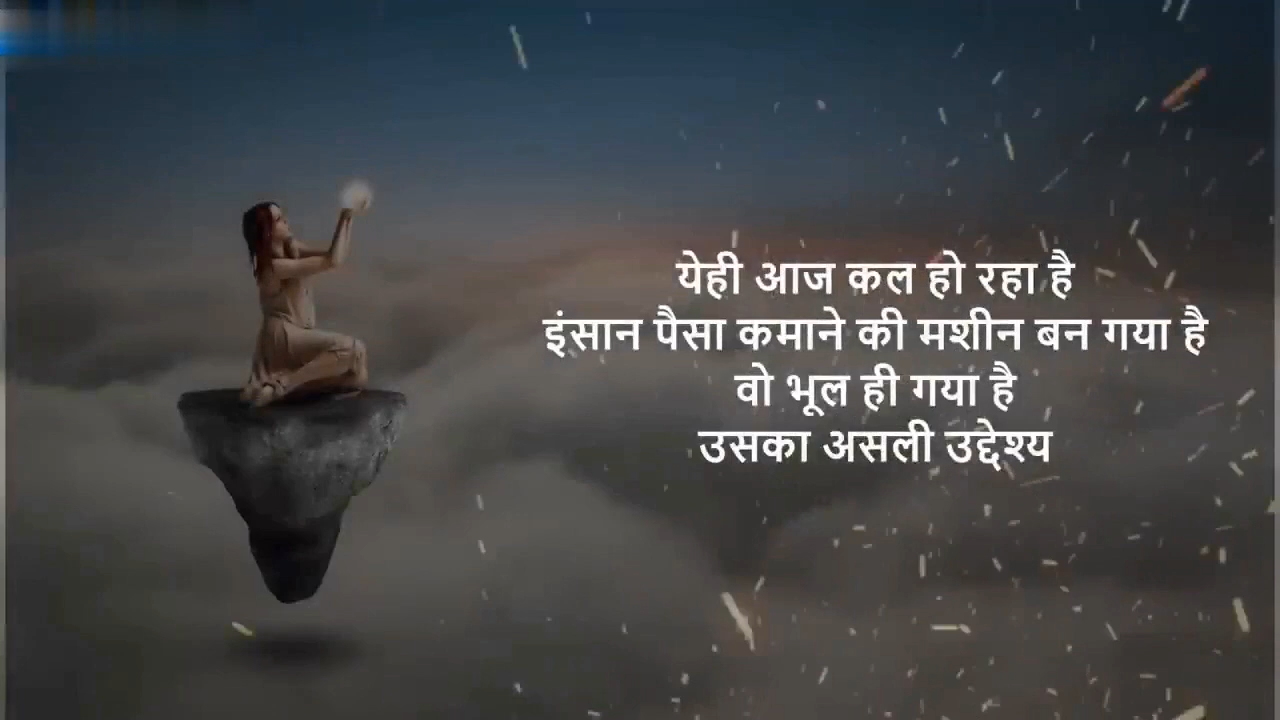 येही आज कल हो रहा है
इंसान पैसा कमाने की मशीन बन गया है
वो भूल ही गया है
उसका असली उद्देश्य